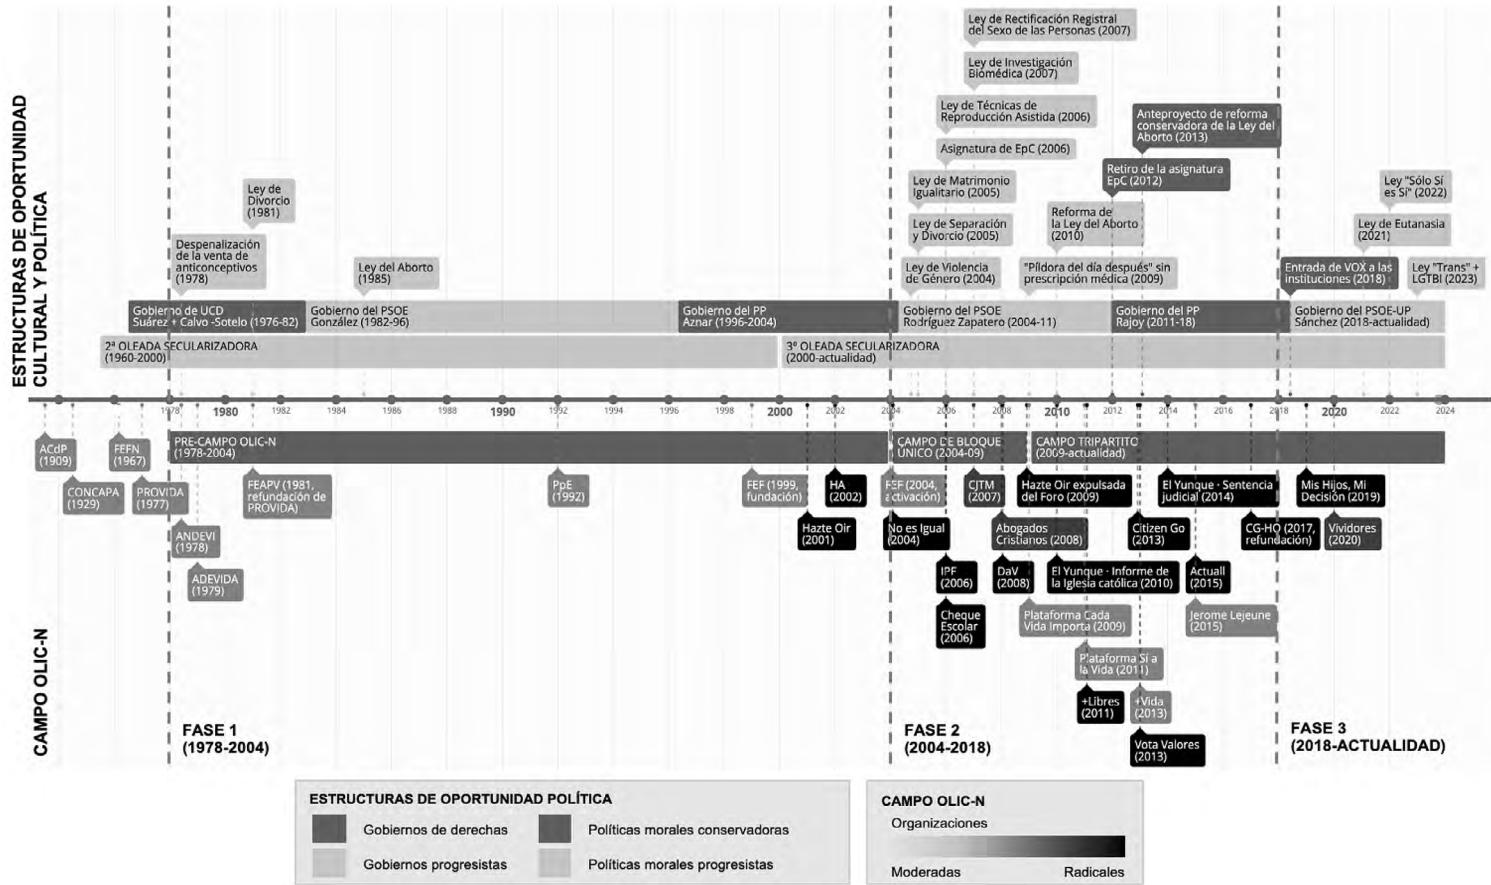 ESTRUCTURAS DE OPORTUNIDAD
CULTURAL Y POLÍTICA
Ley de Rectificación Registral
del Sexo de las Personas (2007)
Ley de Investigación
Biomédica (2007)
Ley de Técnicas de
Reproducción Asistida (2006)
Asignatura de EpC (2006)
Ley de Matrimonio
Igualitario (2005)
Ley de Separación
y Divorcio (2005)
Ley de Violencia
de Género (2004)
Anteproyecto de reforma
conservadora de la Ley del
Aborto (2013)
Retiro de la asignatura
EpC (2012)
Reforma de
la Ley del Aborto
(2010)
"Píldora del día después" sin
prescripción médica (2009)
Ley de
Divorcio
(1981)
Despenalización
de la venta de
anticonceptivos
(1978)
Ley del Aborto
(1985)
Ley "Sólo Sí
es Sí" (2022)
Ley de Eutanasia
(2021)
Entrada de VOX a las
instituciones (2018)
Ley "Trans" +
LGTBI (2023)
Gobierno de UCD
Suárez + Calvo -Sotelo (1976-82)
Gobierno del PSOE
González (1982-96)
Gobierno del PP
Aznar (1996-2004)
Gobierno del PSOE
Rodríguez Zapatero (2004-11)
Gobierno del PP
Rajoy (2011-18)
Gobierno del PSOE-UP
Sánchez (2018-actualidad)
2ª OLEADA SECULARIZADORA
(1960-2000)
3º OLEADA SECULARIZADORA
(2000-actualidad)
1978 1980 1982 1984 1986 1988 1990 1992 1994 1996 1998 2000 2002 2004 2006 2008 2010 2012 2014 2016 2018 2020 2022 2024
CAMPO OLIC-N
PRE-CAMPO OLIC-N
(1978-2004)
CAMPO DE BLOQUE
ÚNICO (2004-09)
CAMPO TRIPARTITO
(2009-actualidad)
ACdP
(1909)
CONCAPA
(1929)
FEFN
(1967)
PROVIDA
(1977)
ANDEVI
(1978)
ADEVIDA
(1979)
FEAPV (1981,
refundación de
PROVIDA)
PpE
(1992)
FEF (1999,
fundación)
Hazte Oir
(2001)
HA
(2002)
FEF (2004,
activación)
No es Igual
(2004)
IPF
(2006)
Cheque
Escolar
(2006)
CJTM
(2007)
Abogados
Cristianos (2008)
DaV
(2008)
Hazte Oir expulsada
del Foro (2009)
El Yunque - Informe de
la Iglesia católica (2010)
Plataforma Cada
Vida Importa (2009)
Plataforma Sí a
la Vida (2011)
+Libres
(2011)
+Vida
(2013)
Vota Valores
(2013)
Citizen Go
(2013)
El Yunque - Sentencia
judicial (2014)
Actuall
(2015)
Jerome Lejeune
(2015)
CG-HO (2017,
refundación)
Mis Hijos, Mi
Decisión (2019)
Vividores
(2020)
FASE 1
(1978-2004)
FASE 2
(2004-2018)
FASE 3
(2018-ACTUALIDAD)
ESTRUCTURAS DE OPORTUNIDAD POLÍTICA
Gobiernos de derechas
Políticas morales conservadoras
Gobiernos progresistas
Políticas morales progresistas
CAMPO OLIC-N
Organizaciones
Moderadas
Radicales